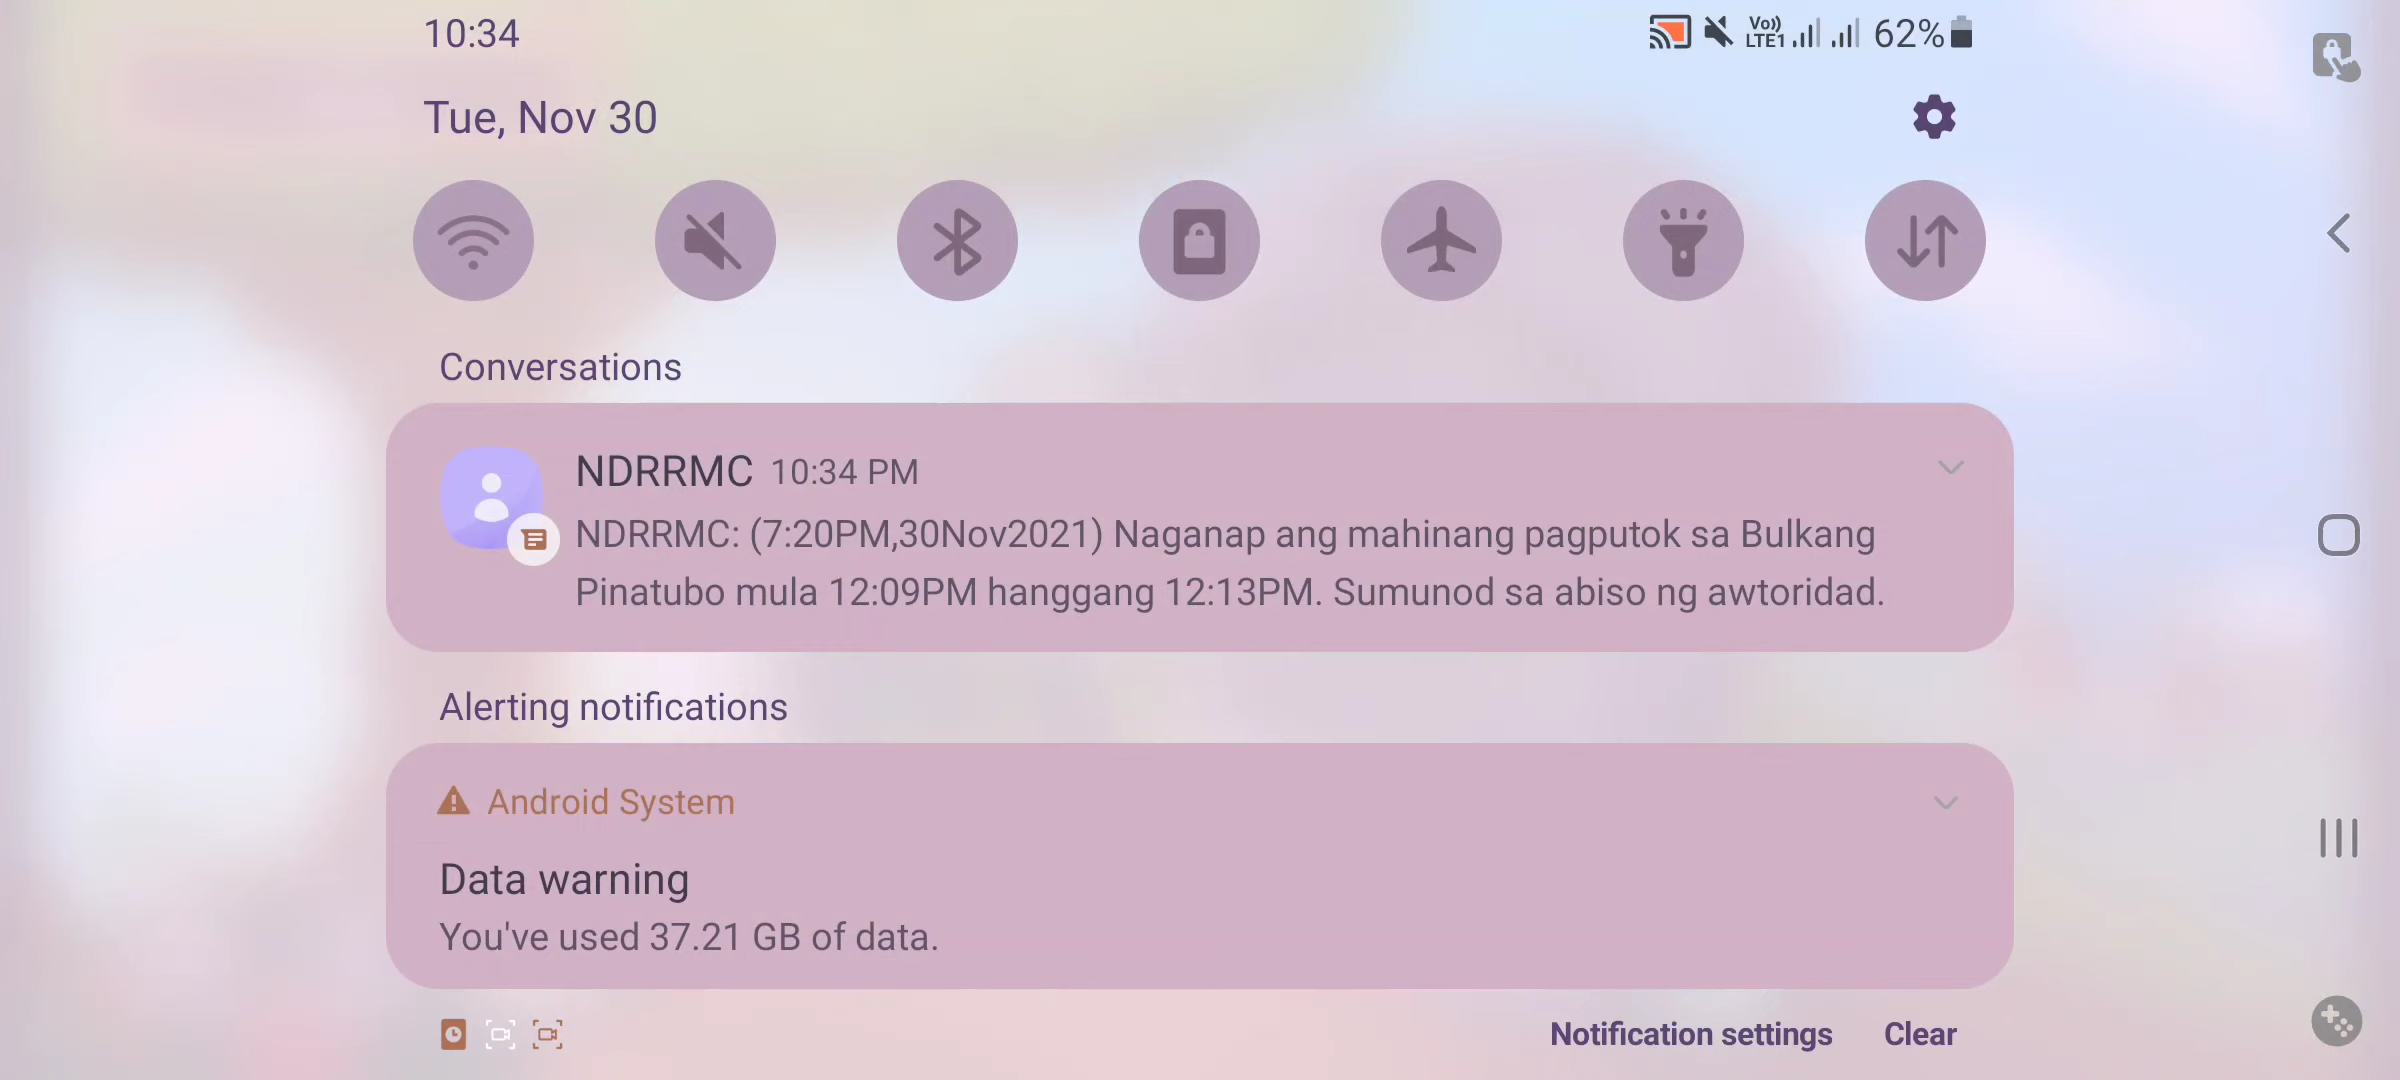 10:34
Vo)) LTE1 62%
Tue, Nov 30
Conversations
NDRRMC 10:34 PM
NDRRMC: (7:20PM,30Nov2021) Naganap ang mahinang pagputok sa Bulkang
Pinatubo mula 12:09PM hanggang 12:13PM. Sumunod sa abiso ng awtoridad.
Alerting notifications
Android System
Data warning
You've used 37.21 GB of data.
Notification settings Clear